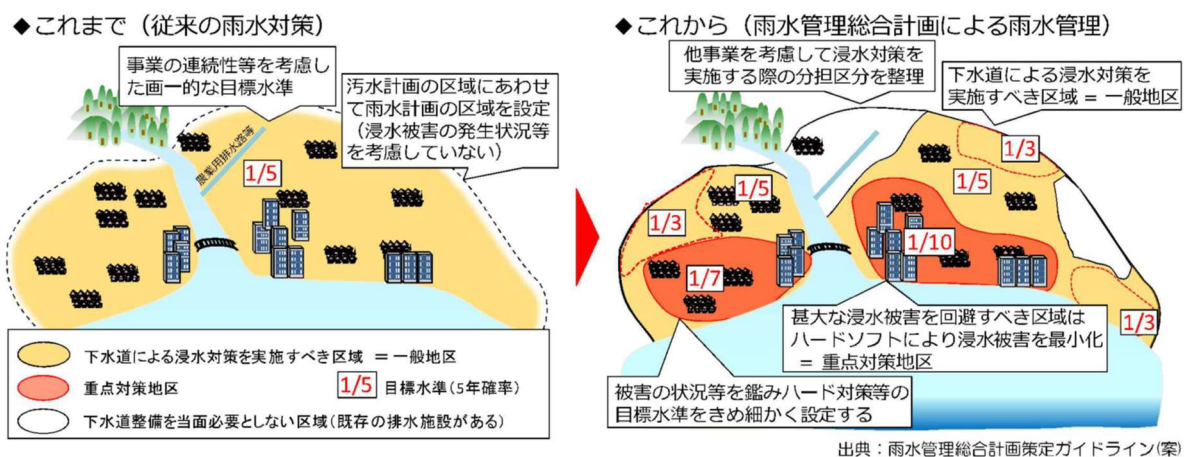 ◆これまで（従来の雨水対策）
事業の連続性等を考慮し
た画一的な目標水準
汚水計画の区域にあわせ
て雨水計画の区域を設定
（浸水被害の発生状況等
を考慮していない）
農業用排水路等
1/5
下水道による浸水対策を実施すべき区域 ＝一般地区
重点対策地区
1/5 目標水準（5年確率）
下水道整備を当面必要としない区域（既存の排水施設がある）
◆これから（雨水管理総合計画による雨水管理）
他事業を考慮して浸水対策を
実施する際の分担区分を整理
下水道による浸水対策を
実施すべき区域＝一般地区
1/3
1/5
1/5
1/3
1/10
1/7
1/3
甚大な浸水被害を回避すべき区域は
ハードソフトにより浸水被害を最小化
＝重点対策地区
被害の状況等を鑑みハード対策等の
目標水準をきめ細かく設定する
出典：雨水管理総合計画策定ガイドライン(案)